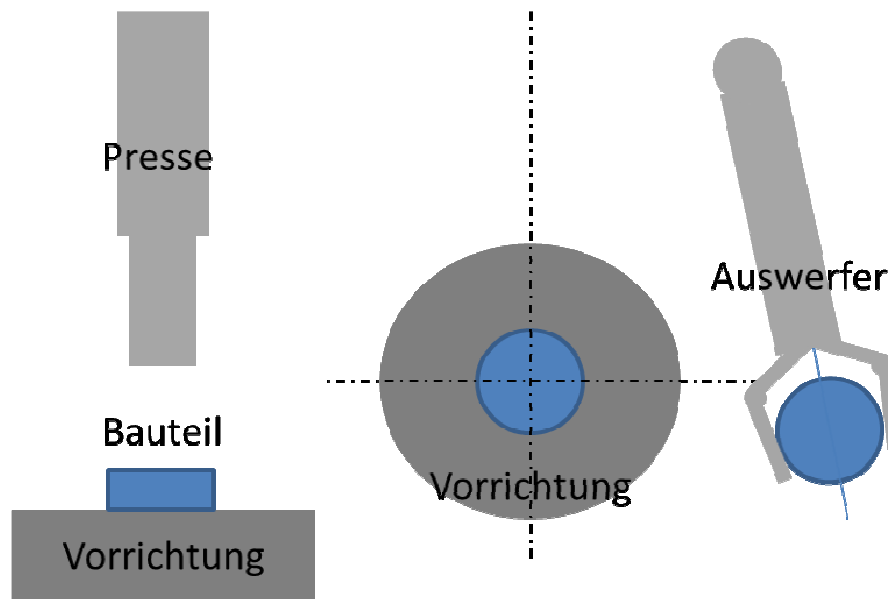 Presse
Auswerfer
Bauteil
Vorrichtung
Vorrichtung